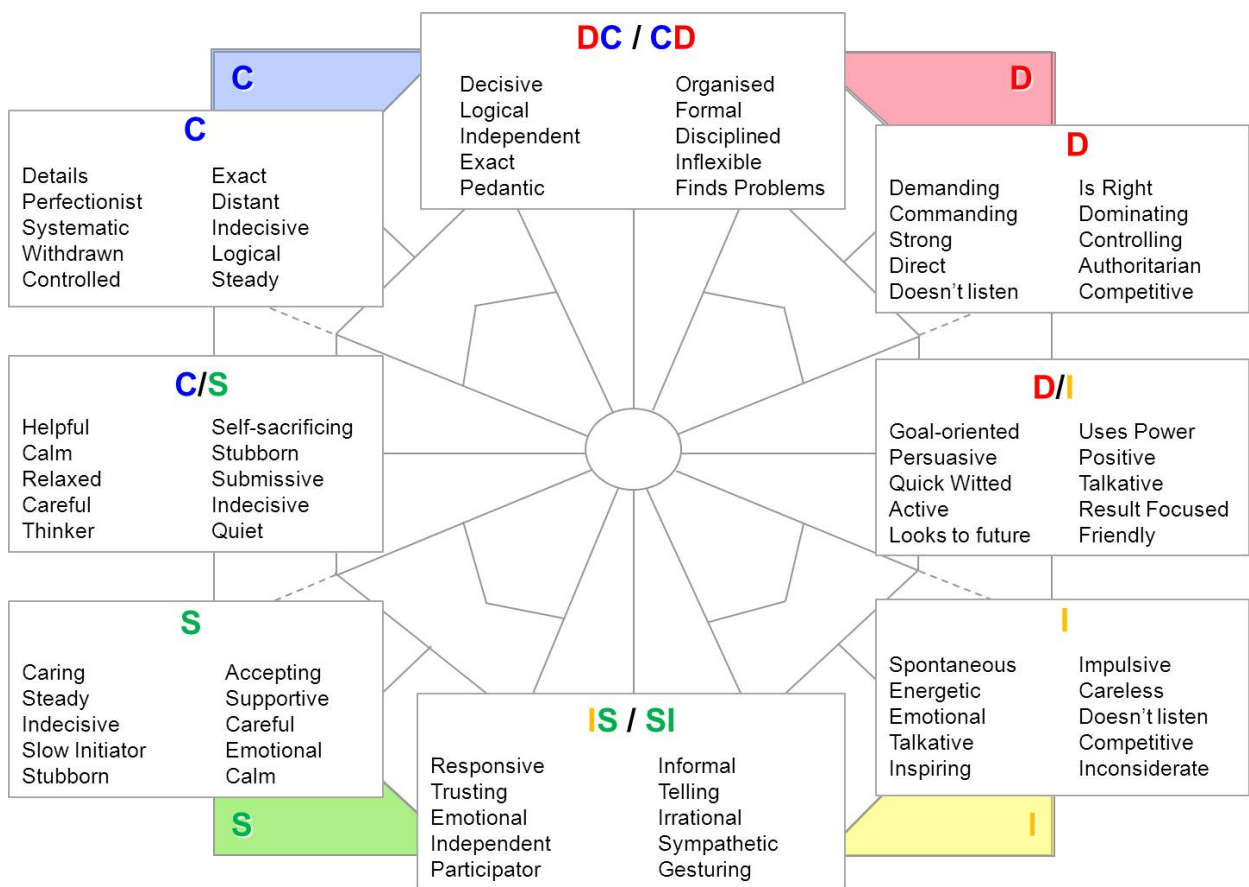 DC / CD
Decisive Organised
Logical Formal
Independent Disciplined
Exact Inflexible
Pedantic Finds Problems
C
D
C
Details Exact
Perfectionist Distant
Systematic Indecisive
Withdrawn Logical
Controlled Steady
D
Demanding Is Right
Commanding Dominating
Strong Controlling
Direct Authoritarian
Doesn't listen Competitive
C/S
Helpful Self-sacrificing
Calm Stubborn
Relaxed Submissive
Careful Indecisive
Thinker Quiet
D/I
Goal-oriented Uses Power
Persuasive Positive
Quick Witted Talkative
Active Result Focused
Looks to future Friendly
S
Caring Accepting
Steady Supportive
Indecisive Careful
Slow Initiator Emotional
Stubborn Calm
I
Spontaneous Impulsive
Energetic Careless
Emotional Doesn't listen
Talkative Competitive
Inspiring Inconsiderate
IS / SI
Responsive Informal
Trusting Telling
Emotional Irrational
Independent Sympathetic
Participator Gesturing
S
I